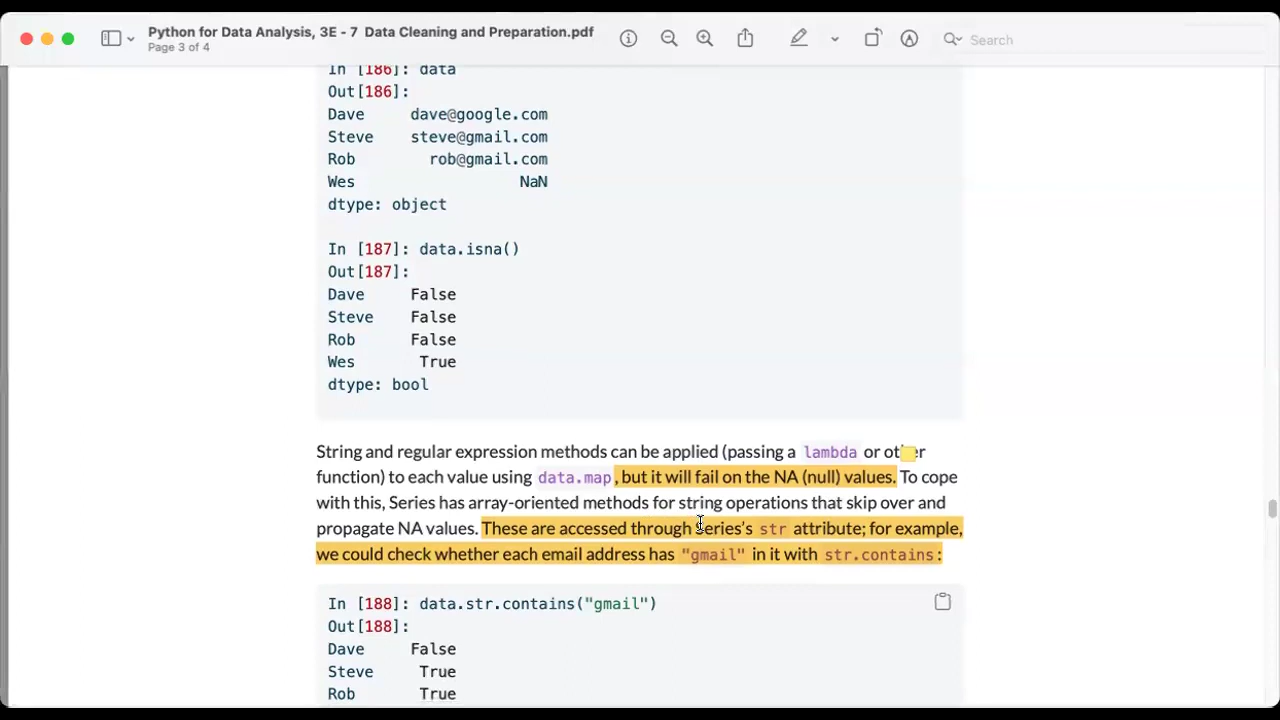 Python for Data Analysis, 3E - 7 Data Cleaning and Preparation.pdf
Page 3 of 4
Search
In [186]: data
Out[186]:
Dave     dave@google.com
Steve    steve@gmail.com
Rob        rob@gmail.com
Wes                  NaN
dtype: object
In [187]: data.isna()
Out[187]:
Dave     False
Steve    False
Rob      False
Wes       True
dtype: bool
String and regular expression methods can be applied (passing a lambda or other
function) to each value using data.map, but it will fail on the NA (null) values. To cope
with this, Series has array-oriented methods for string operations that skip over and
propagate NA values. These are accessed through Series’s str attribute; for example,
we could check whether each email address has "gmail" in it with str.contains:
In [188]: data.str.contains("gmail")
Out[188]:
Dave     False
Steve     True
Rob       True